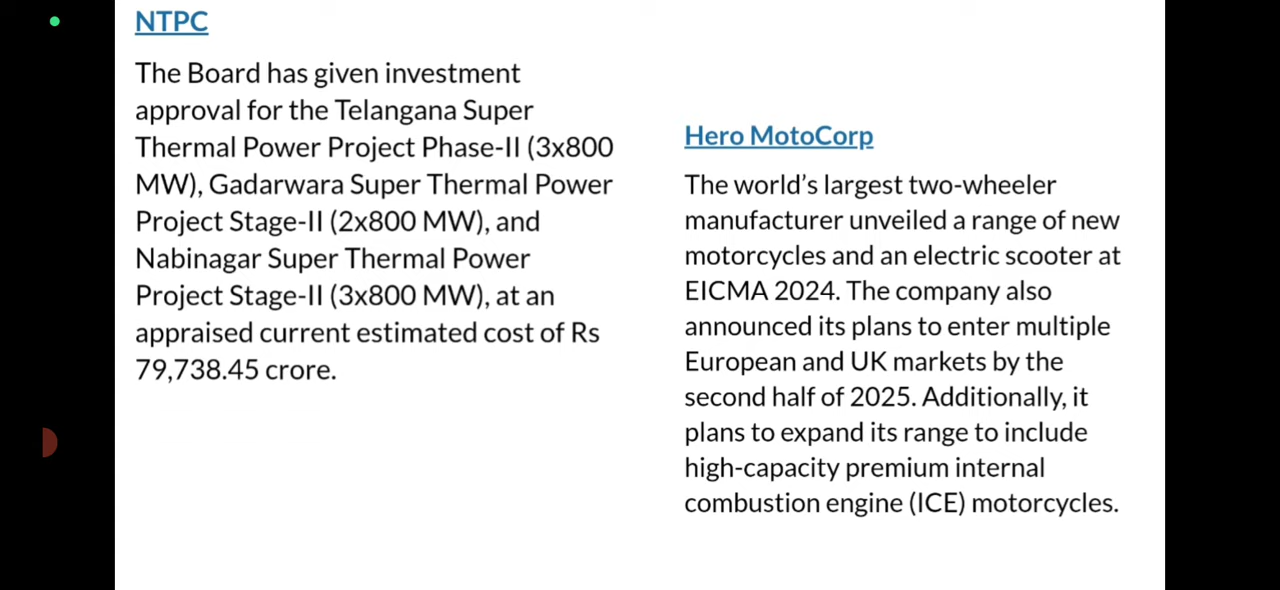 NTPC
The Board has given investment
approval for the Telangana Super
Thermal Power Project Phase-II (3x800
MW), Gadarwara Super Thermal Power
Project Stage-II (2x800 MW), and
Nabinagar Super Thermal Power
Project Stage-II (3x800 MW), at an
appraised current estimated cost of Rs
79,738.45 crore.
Hero MotoCorp
The world’s largest two-wheeler
manufacturer unveiled a range of new
motorcycles and an electric scooter at
EICMA 2024. The company also
announced its plans to enter multiple
European and UK markets by the
second half of 2025. Additionally, it
plans to expand its range to include
high-capacity premium internal
combustion engine (ICE) motorcycles.